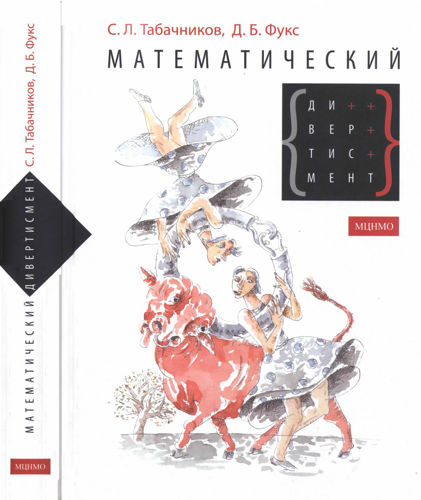 С. Л. Табачников, Д. Б. Фукс
МАТЕМАТИЧЕСКИЙ
ДИ++
ВЕР+
ТИС+
МЕНТ
МЦНМО
С. Л. Табачников, Д. Б. Фукс
МАТЕМАТИЧЕСКИЙ ДИВЕРТИСМЕНТ
МЦНМО